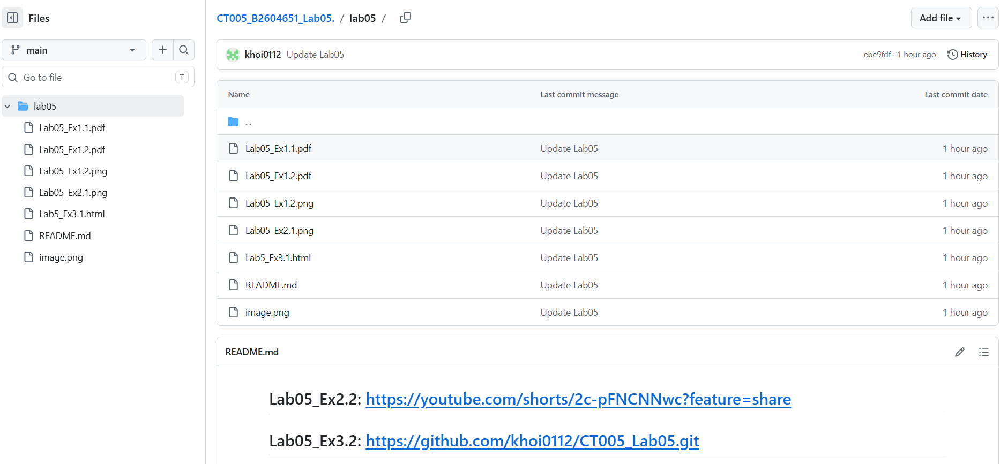 Files
main
Go to file
T
lab05
Lab05_Ex1.1.pdf
Lab05_Ex1.2.pdf
Lab05_Ex1.2.png
Lab05_Ex2.1.png
Lab5_Ex3.1.html
README.md
image.png
CT005_B2604651_Lab05. / lab05 /
Add file
khoi0112 Update Lab05
ebe9fdf · 1 hour ago
History
Name Last commit message Last commit date
..
Lab05_Ex1.1.pdf Update Lab05 1 hour ago
Lab05_Ex1.2.pdf Update Lab05 1 hour ago
Lab05_Ex1.2.png Update Lab05 1 hour ago
Lab05_Ex2.1.png Update Lab05 1 hour ago
Lab5_Ex3.1.html Update Lab05 1 hour ago
README.md Update Lab05 1 hour ago
image.png Update Lab05 1 hour ago
README.md
Lab05_Ex2.2: https://youtube.com/shorts/2c-pFNCNNwc?feature=share
Lab05_Ex3.2: https://github.com/khoi0112/CT005_Lab05.git